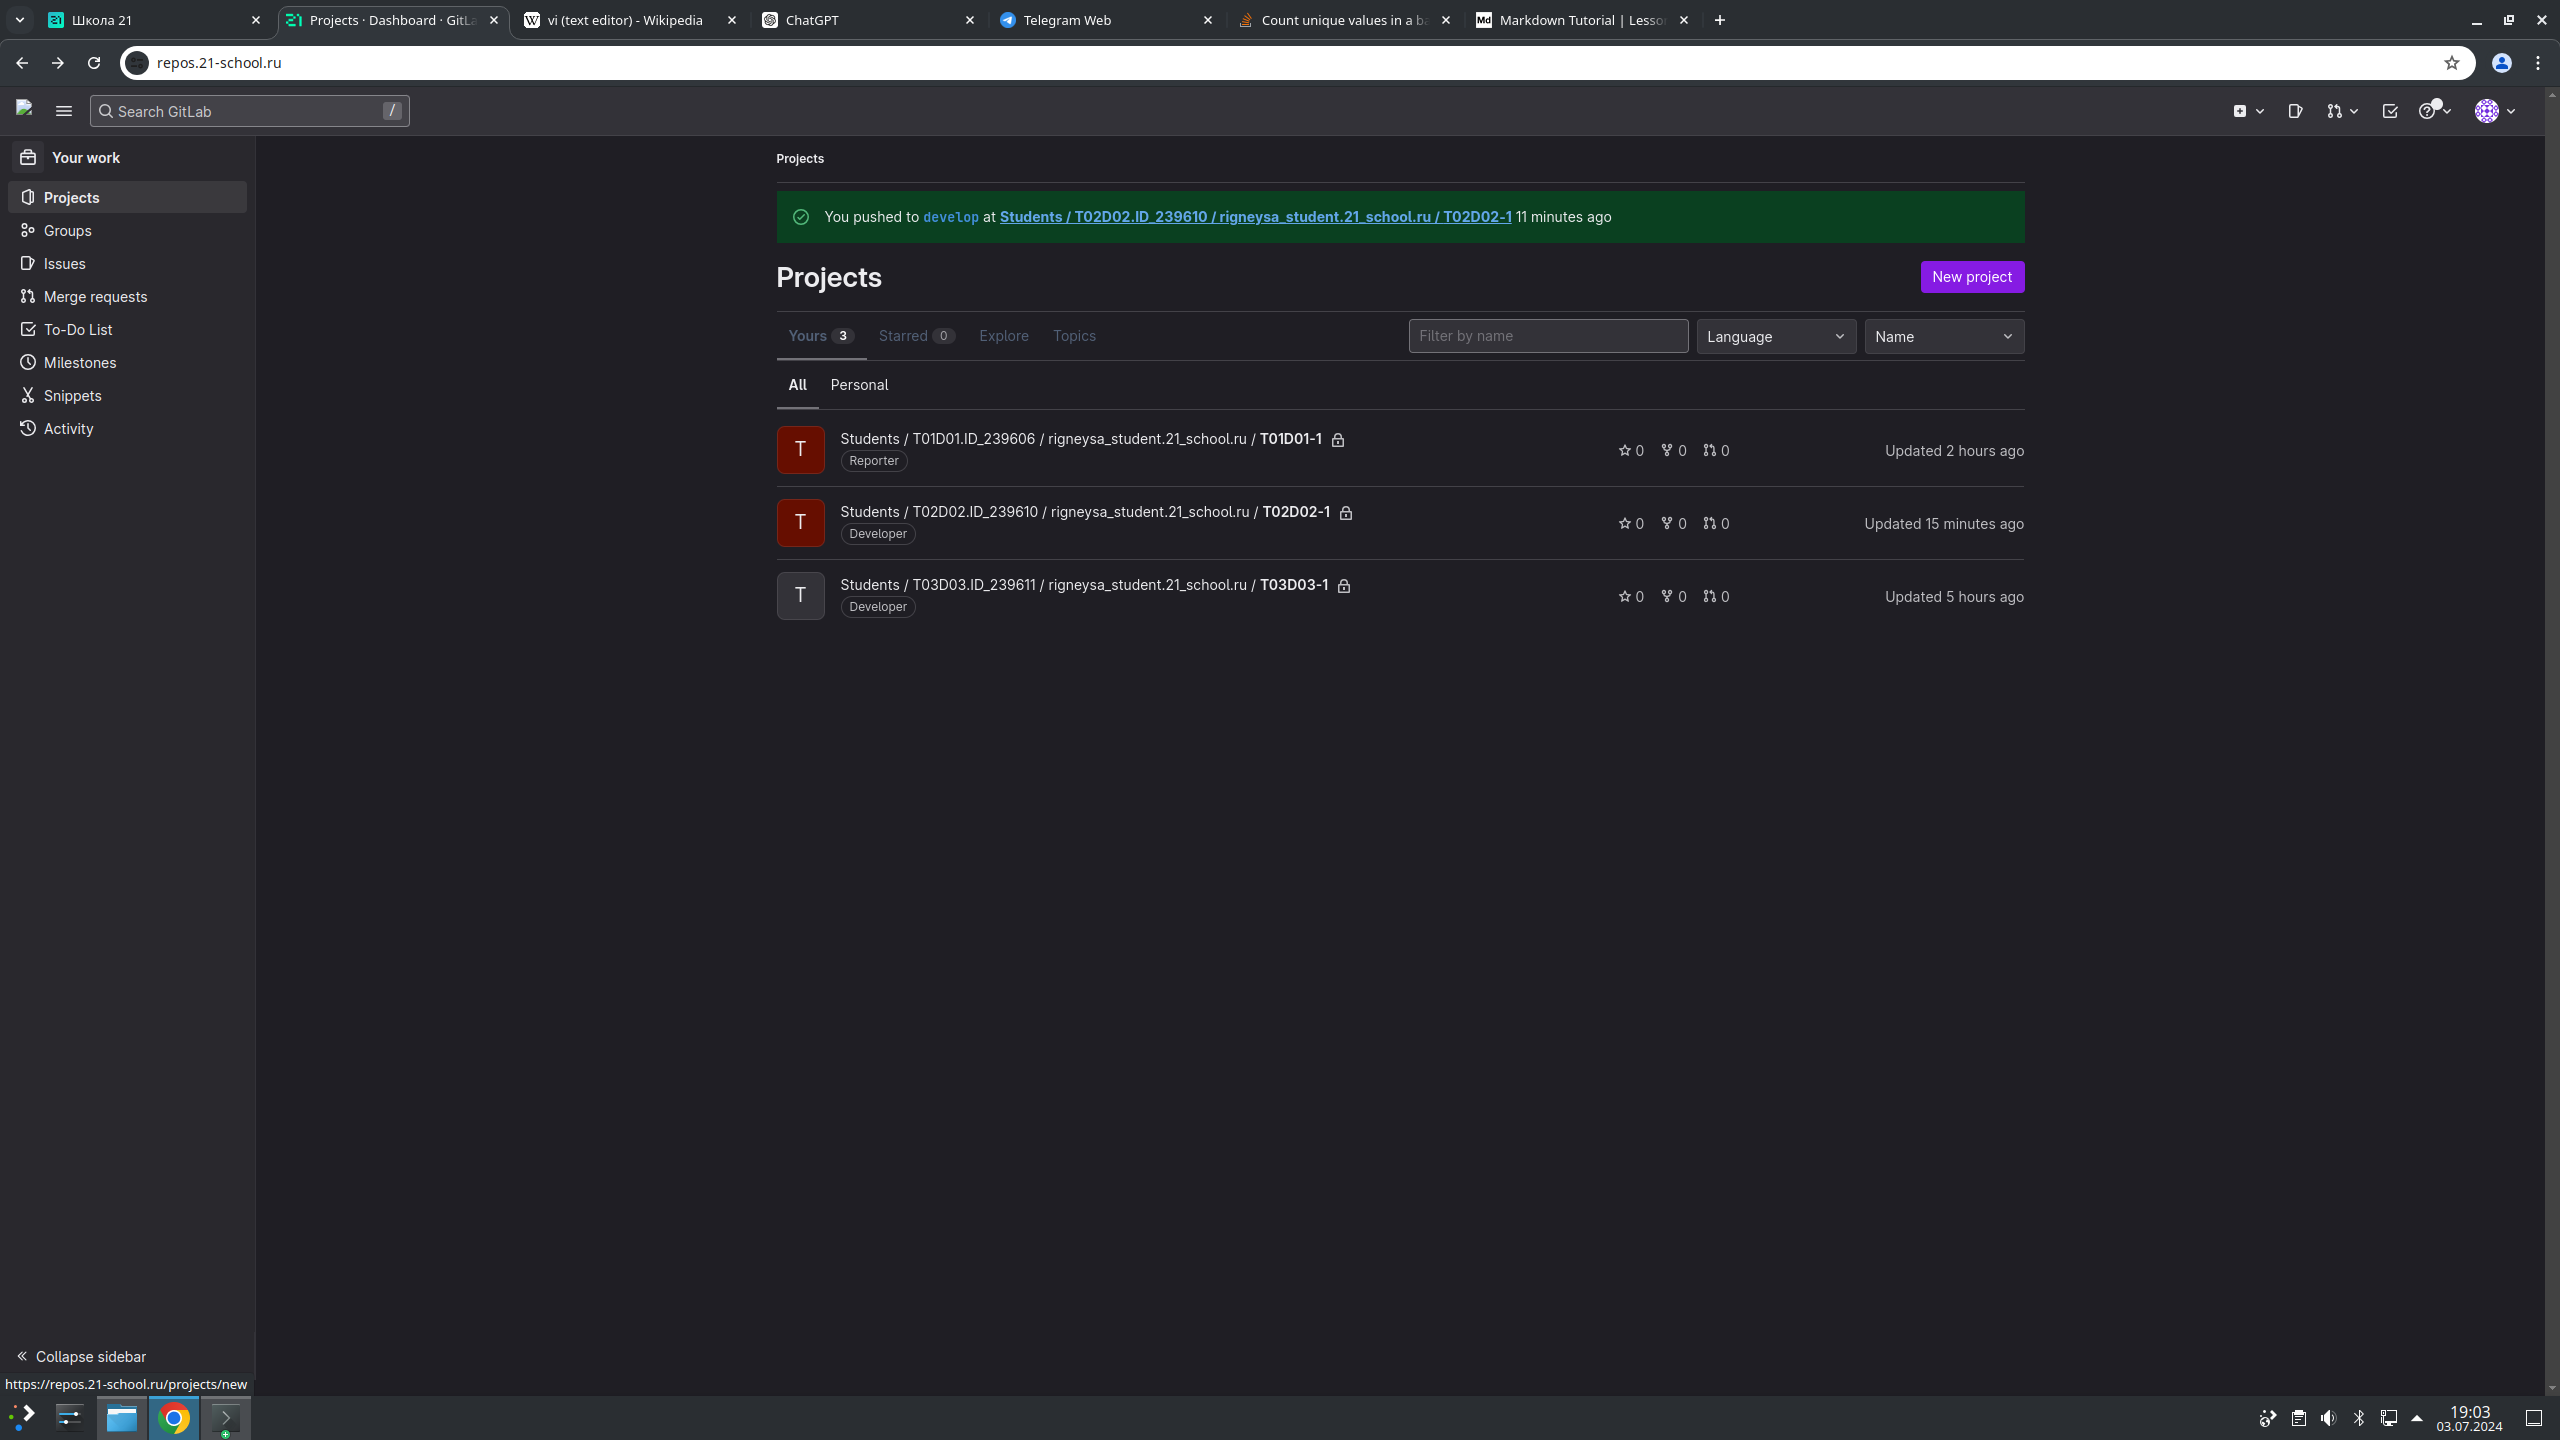 Школа 21
Projects · Dashboard · GitLa
vi (text editor) - Wikipedia
ChatGPT
Telegram Web
Count unique values in a ba
Markdown Tutorial | Lesso
repos.21-school.ru
Search GitLab /
Your work
Projects
Groups
Issues
Merge requests
To-Do List
Milestones
Snippets
Activity
Projects
You pushed to develop at Students / T02D02.ID_239610 / rigneysa_student.21_school.ru / T02D02-1 11 minutes ago
Projects
New project
Yours 3 Starred 0 Explore Topics
Filter by name Language Name
All Personal
T Students / T01D01.ID_239606 / rigneysa_student.21_school.ru / T01D01-1
Reporter
0 0 0 Updated 2 hours ago
T Students / T02D02.ID_239610 / rigneysa_student.21_school.ru / T02D02-1
Developer
0 0 0 Updated 15 minutes ago
T Students / T03D03.ID_239611 / rigneysa_student.21_school.ru / T03D03-1
Developer
0 0 0 Updated 5 hours ago
Collapse sidebar
https://repos.21-school.ru/projects/new
19:03
03.07.2024